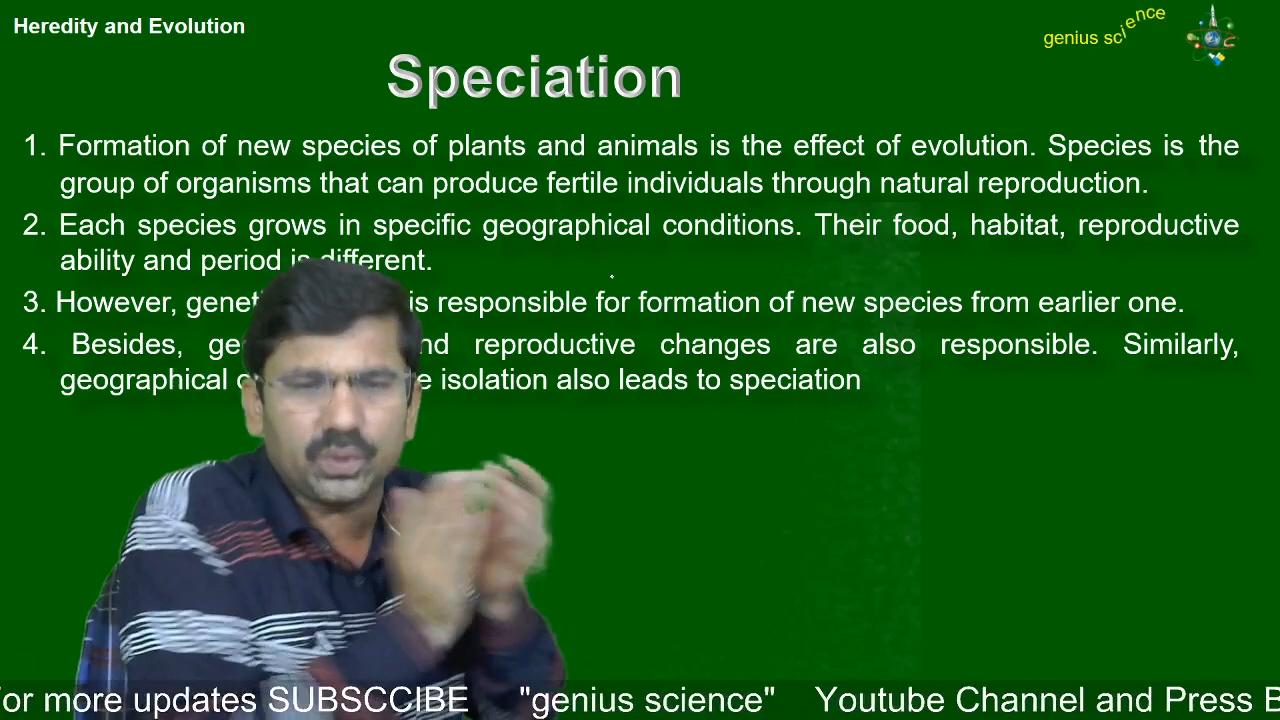 Heredity and Evolution
genius science
Speciation
1. Formation of new species of plants and animals is the effect of evolution. Species is the
group of organisms that can produce fertile individuals through natural reproduction.
2. Each species grows in specific geographical conditions. Their food, habitat, reproductive
ability and period is different.
3. However, is responsible for formation of new species from earlier one.
4. Besides, reproductive changes are also responsible. Similarly,
geographical isolation also leads to speciation
or more updates SUBSCCIBE "genius science" Youtube Channel and Press B